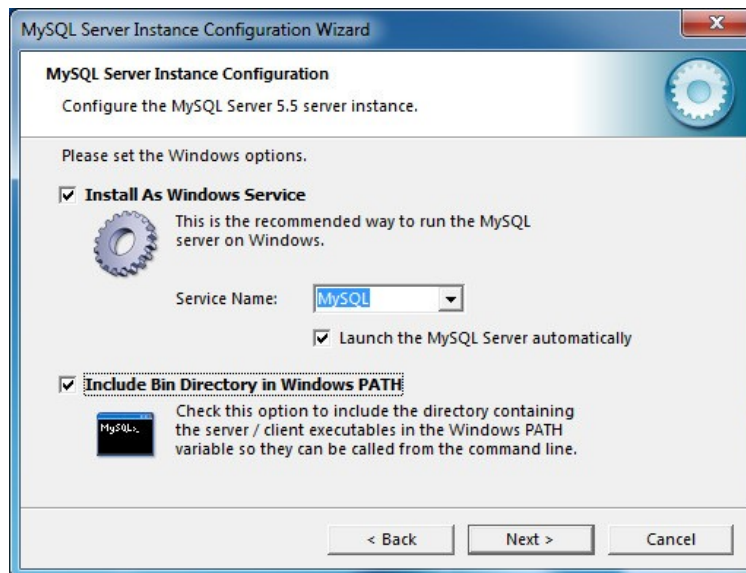 MySQL Server Instance Configuration Wizard
MySQL Server Instance Configuration
Configure the MySQL Server 5.5 server instance.
Please set the Windows options.
Install As Windows Service
This is the recommended way to run the MySQL
server on Windows.
Service Name:
MySQL
Launch the MySQL Server automatically
Include Bin Directory in Windows PATH
MySQL>_
Check this option to include the directory containing
the server / client executables in the Windows PATH
variable so they can be called from the command line.
< Back
Next >
Cancel